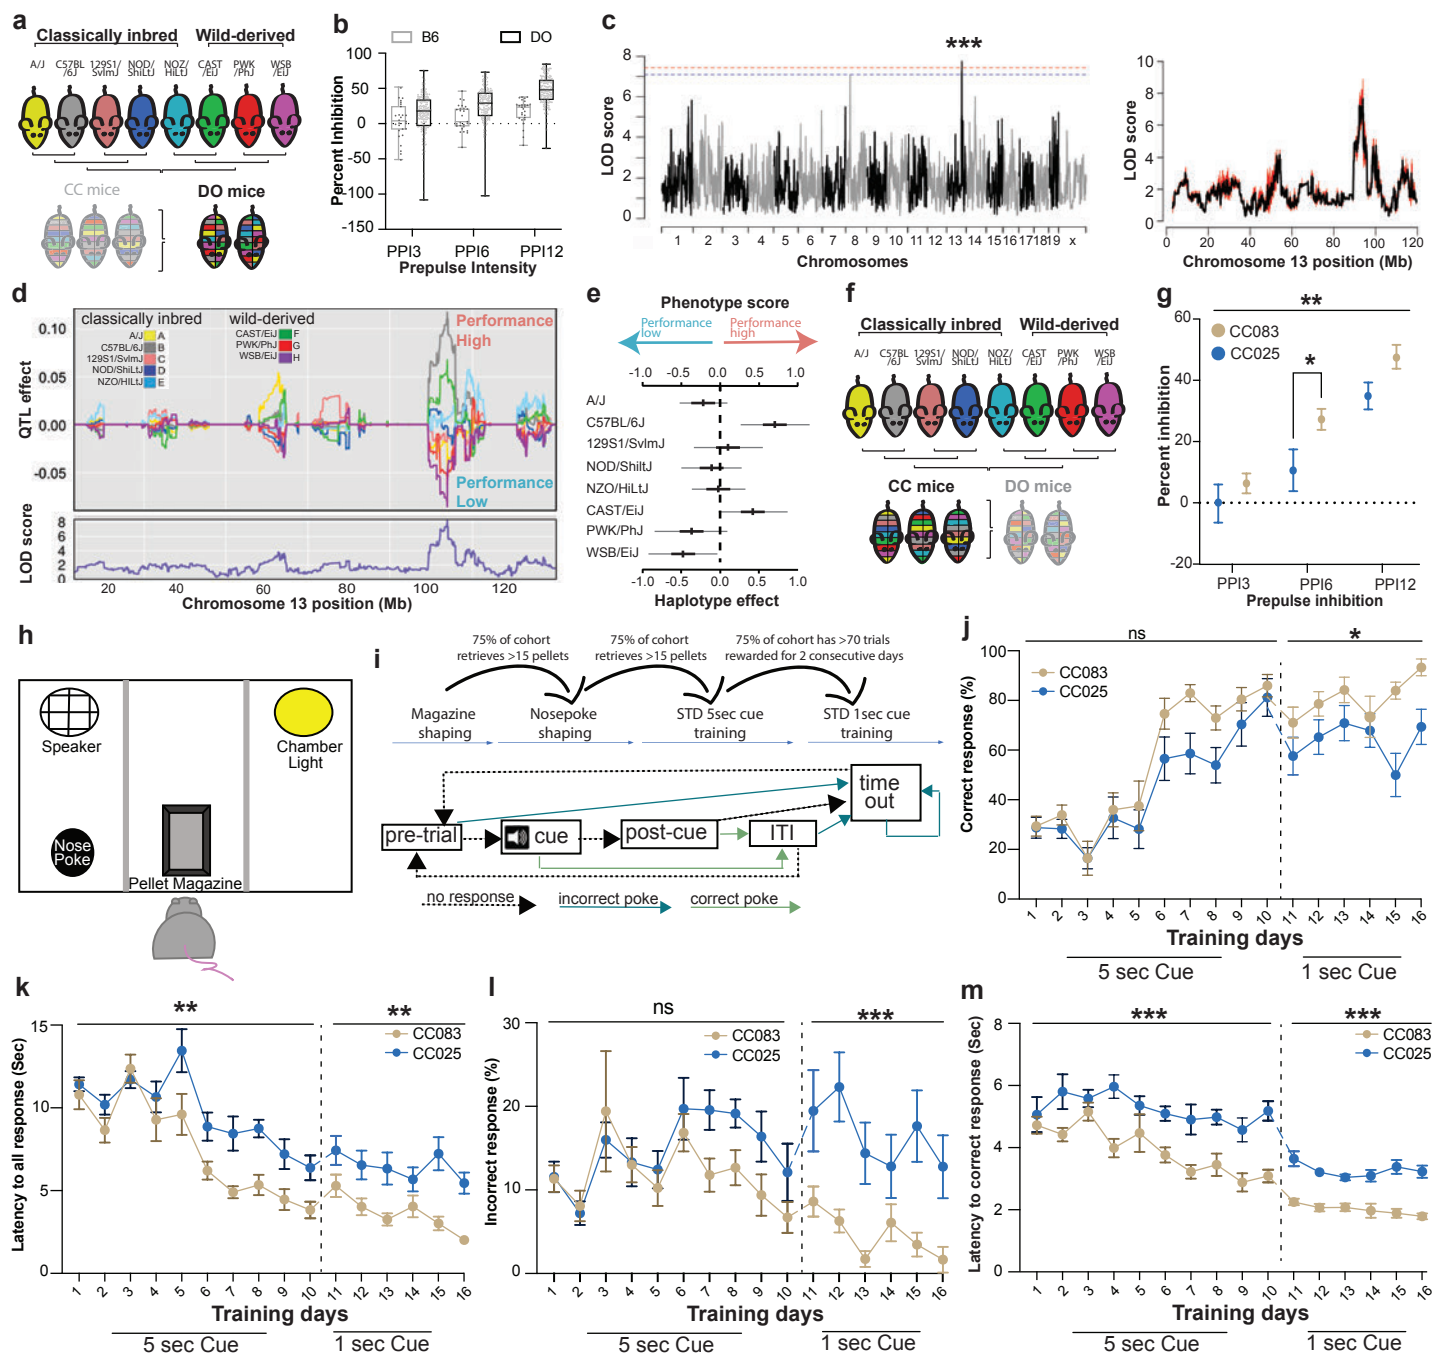 a
Classically inbred Wild-derived
A/J C57BL/6J 129S1/SvlmJ NOD/ShiLtJ NOZ/HiLtJ CAST/EiJ PWK/PhJ WSB/EiJ
CC mice DO mice
b
B6 DO
Percent Inhibition
100
50
0
-50
-100
-150
PPI3 PPI6 PPI12
Prepulse Intensity
c
***
LOD score
8
6
4
2
0
1 2 3 4 5 6 7 8 9 10 11 12 13 14 15 16 17 18 19 x
Chromosomes
LOD score
10
8
6
4
2
0
0 20 40 60 80 100 120
Chromosome 13 position (Mb)
d
classically inbred wild-derived
A/J A
C57BL/6J B
129S1/SvlmJ C
NOD/ShiLtJ D
NZO/HILtJ E
CAST/EiJ F
PWK/PhJ G
WSB/EiJ H
Performance
High
Performance
Low
QTL effect
0.10
0.05
0.00
-0.05
LOD score
8
6
4
2
0
20 40 60 80 100 120
Chromosome 13 position (Mb)
e
Phenotype score
Performance low
Performance high
-1.0 -0.5 0 0.5 1.0
A/J
C57BL/6J
129S1/SvlmJ
NOD/ShiltJ
NZO/HiLtJ
CAST/EiJ
PWK/PhJ
WSB/EiJ
-1.0 -0.5 0 0.5 1.0
Haplotype effect
f
Classically inbred Wild-derived
A/J C57BL/6J 129S1/SvlmJ NOD/ShiLtJ NOZ/HiLtJ CAST/EiJ PWK/PhJ WSB/EiJ
CC mice DO mice
g
**
CC083
CC025
*
Percent inhibition
60
40
20
0
-20
PPI3 PPI6 PPI12
Prepulse inhibition
h
Speaker
Chamber
Light
Nose
Poke
Pellet Magazine
i
75% of cohort retrieves >15 pellets
75% of cohort retrieves >15 pellets
75% of cohort has >70 trials rewarded for 2 consecutive days
Magazine shaping
Nosepoke shaping
STD 5sec cue training
STD 1sec cue training
time out
pre-trial cue post-cue ITI
no response incorrect poke correct poke
j
ns *
CC083
CC025
Correct response (%)
100
80
60
40
20
0
1 2 3 4 5 6 7 8 9 10 11 12 13 14 15 16
Training days
5 sec Cue 1 sec Cue
k
** **
CC083
CC025
Latency to all response (Sec)
15
10
5
0
1 2 3 4 5 6 7 8 9 10 11 12 13 14 15 16
Training days
5 sec Cue 1 sec Cue
l
ns ***
CC083
CC025
Incorrect response (%)
30
20
10
0
1 2 3 4 5 6 7 8 9 10 11 12 13 14 15 16
Training days
5 sec Cue 1 sec Cue
m
*** ***
CC083
CC025
Latency to correct response (Sec)
8
6
4
2
0
1 2 3 4 5 6 7 8 9 10 11 12 13 14 15 16
Training days
5 sec Cue 1 sec Cue